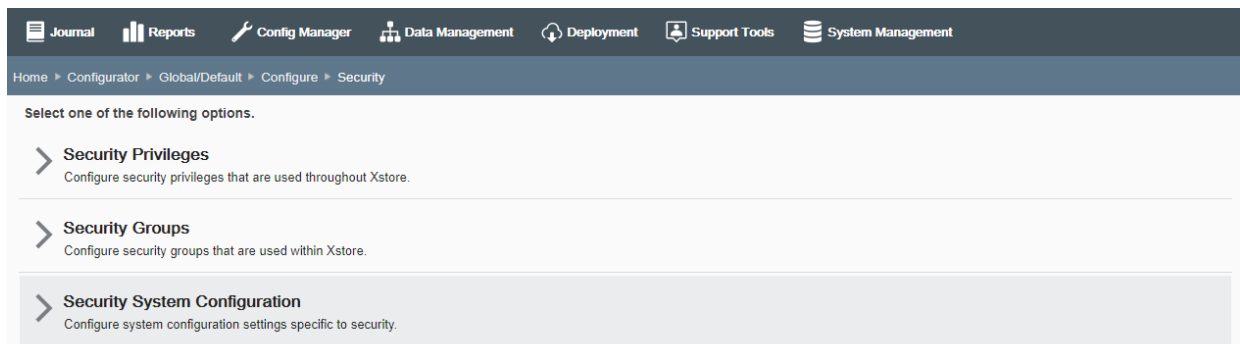 Journal Reports Config Manager Data Management Deployment Support Tools System Management
Home ▸ Configurator ▸ Global/Default ▸ Configure ▸ Security
Select one of the following options.
Security Privileges
Configure security privileges that are used throughout Xstore.
Security Groups
Configure security groups that are used within Xstore.
Security System Configuration
Configure system configuration settings specific to security.